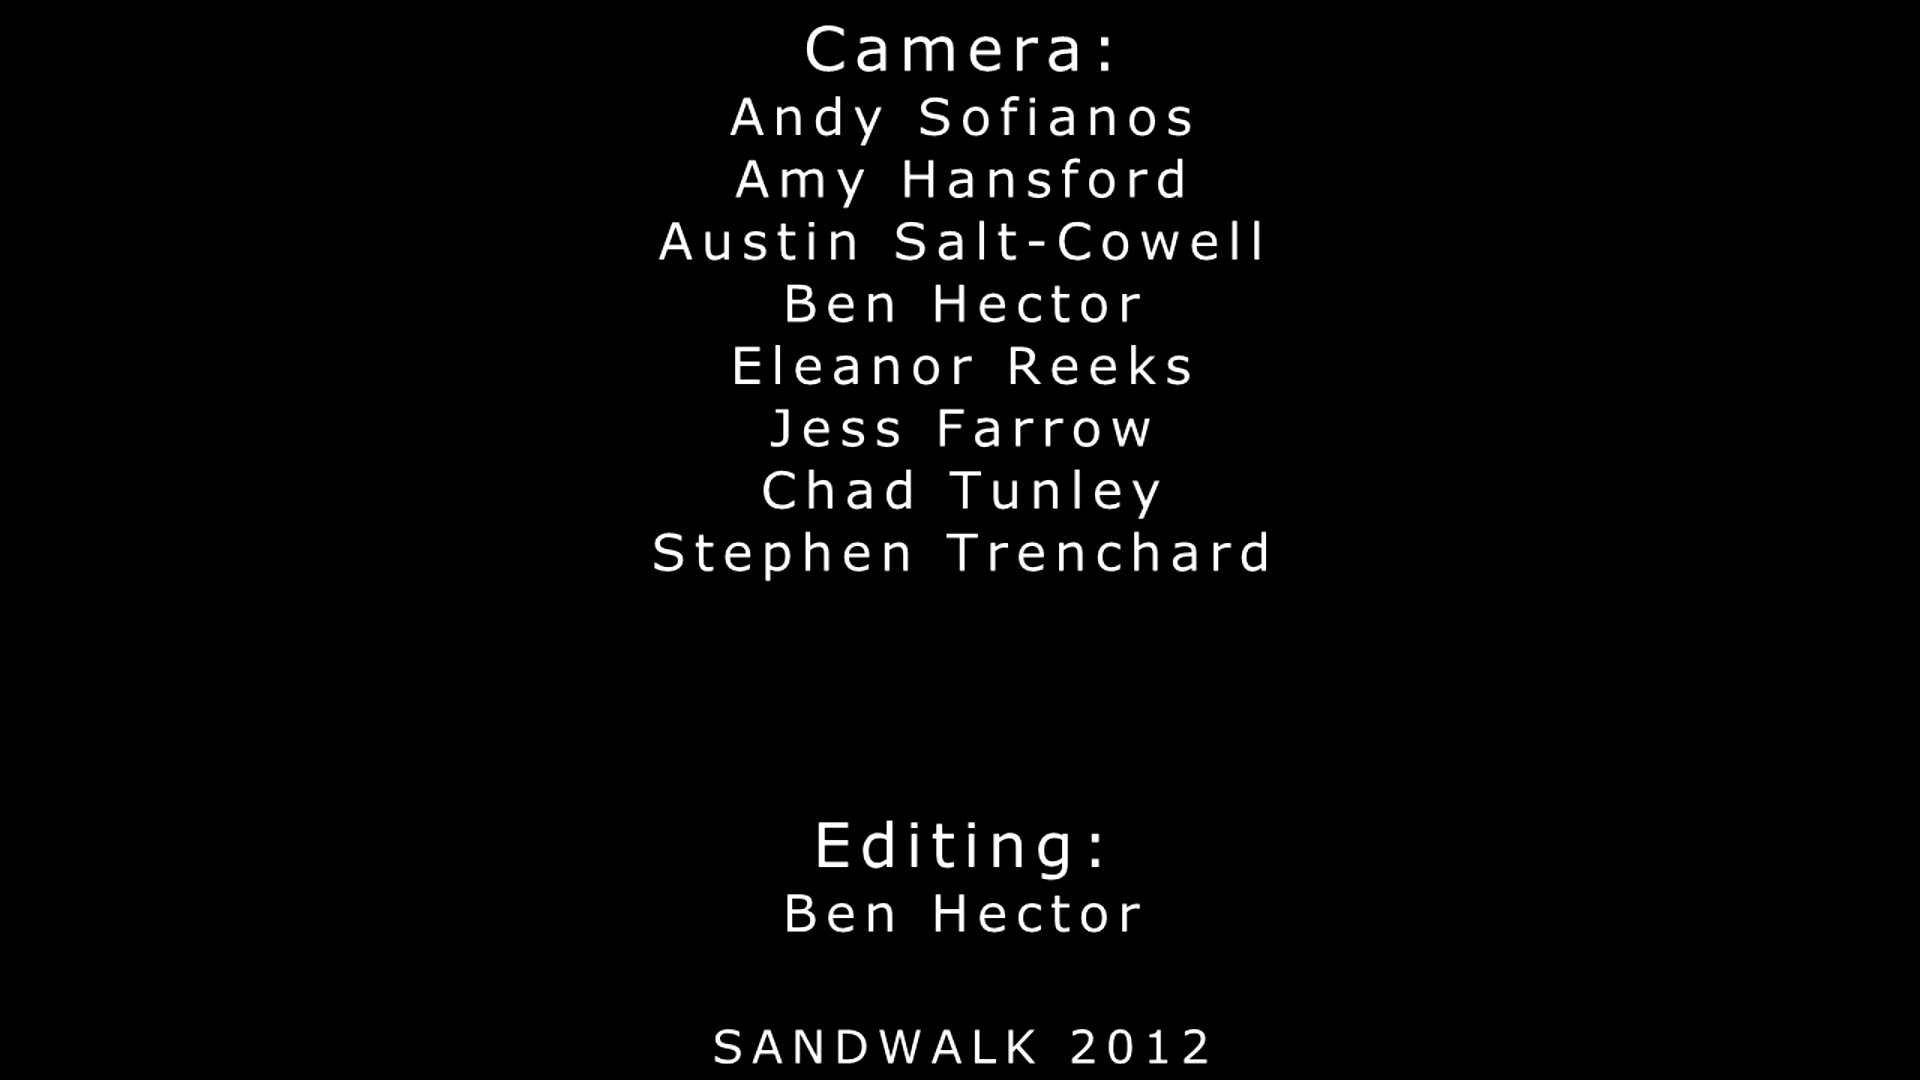 Camera:
Andy Sofianos
Amy Hansford
Austin Salt-Cowell
Ben Hector
Eleanor Reeks
Jess Farrow
Chad Tunley
Stephen Trenchard
Editing:
Ben Hector
SANDWALK 2012